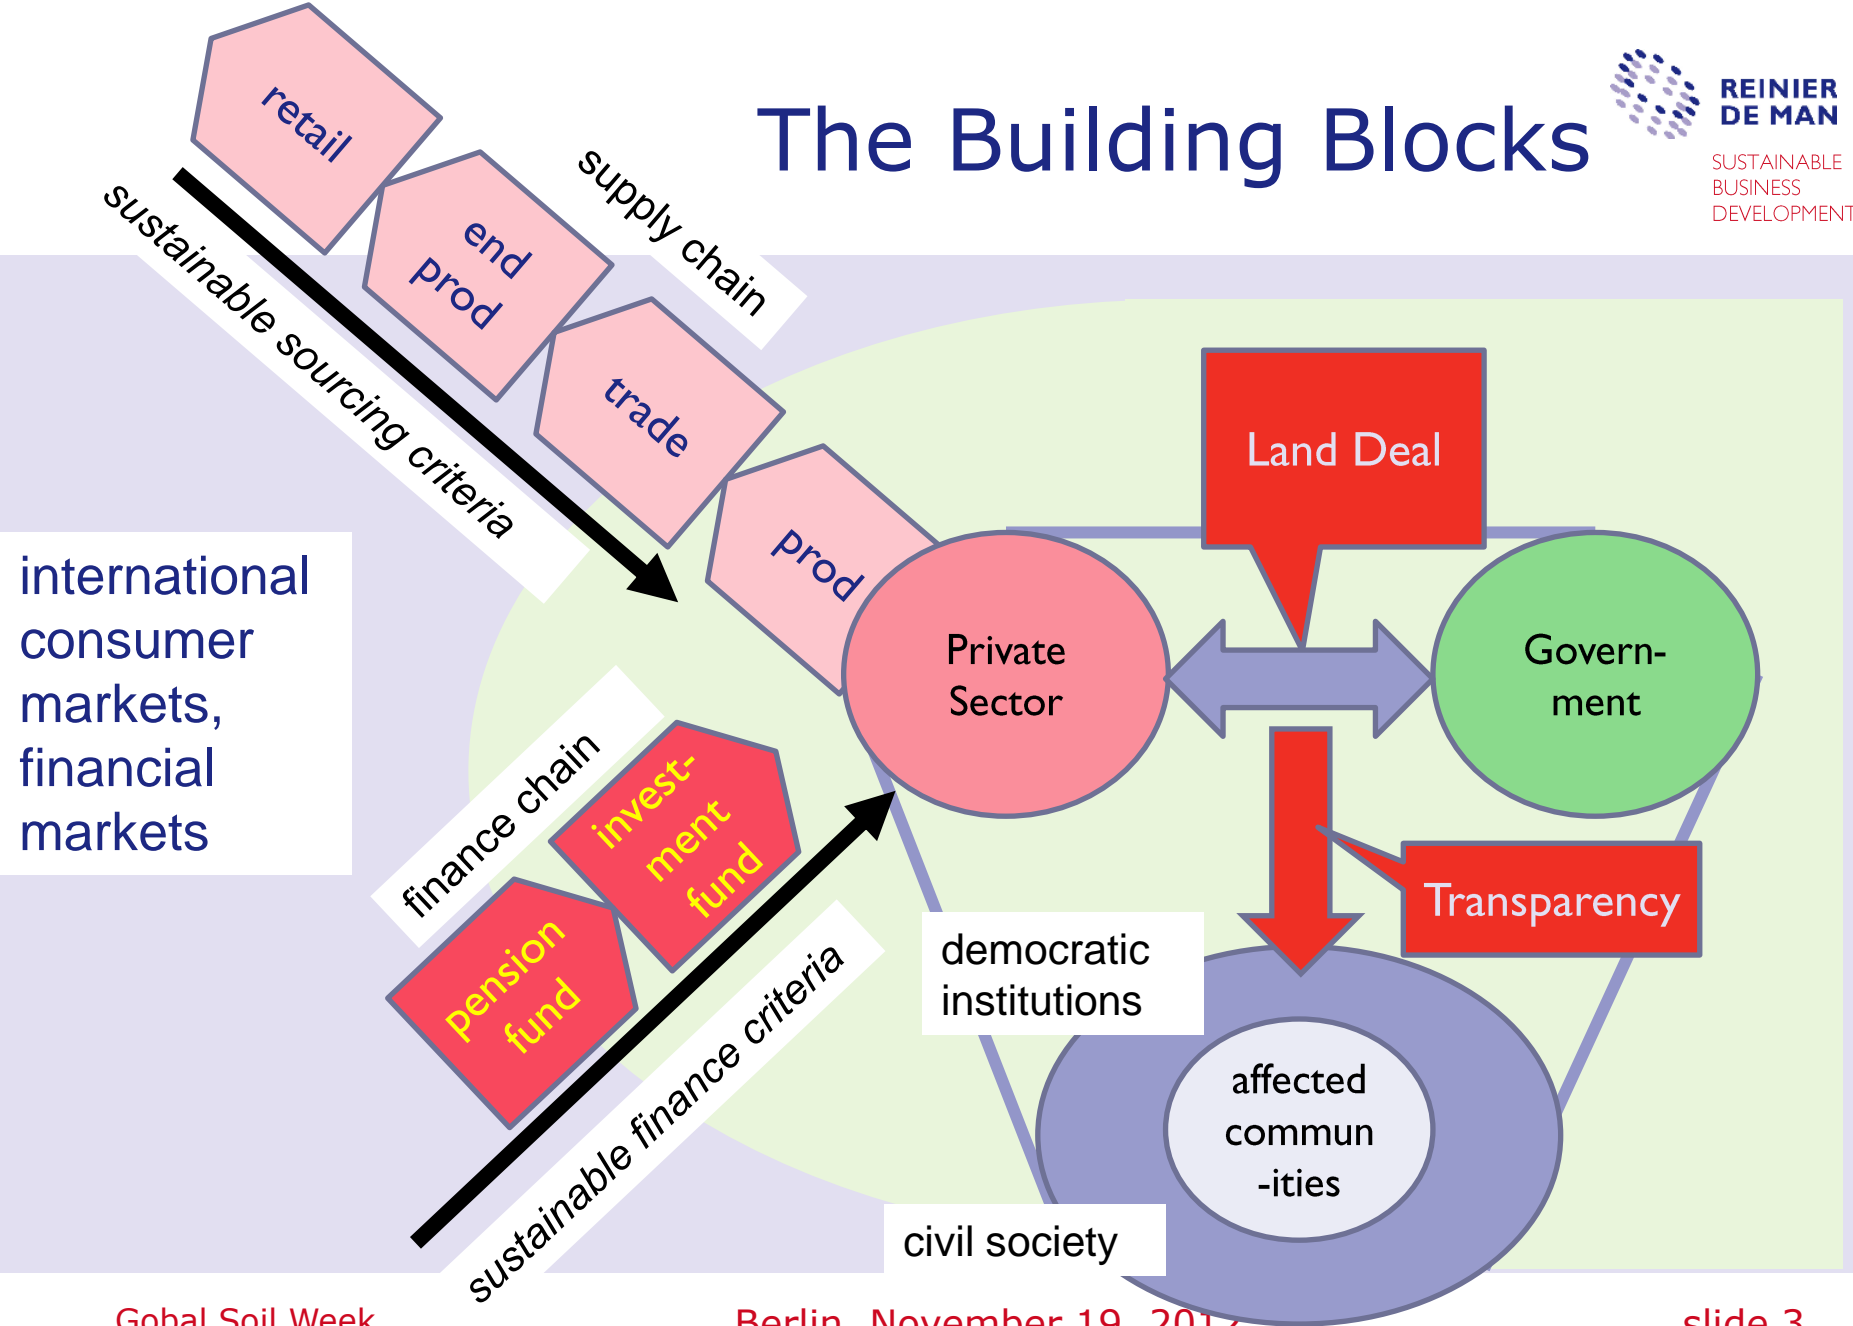 The Building Blocks
REINIER
DE MAN
SUSTAINABLE
BUSINESS
DEVELOPMENT
retail
end
prod
trade
prod
supply chain
sustainable sourcing criteria
international
consumer
markets,
financial
markets
Land Deal
Private
Sector
Govern-
ment
finance chain
invest-
ment
fund
pension
fund
sustainable finance criteria
Transparency
democratic
institutions
affected
commun
-ities
civil society
Gobal Soil Week
Berlin, November 19, 2012
slide 3